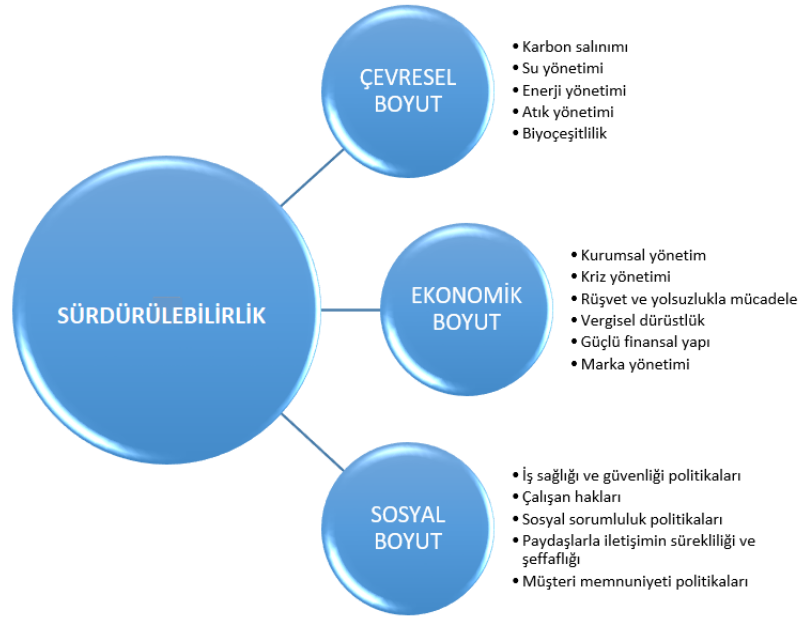 SÜRDÜRÜLEBİLİRLİK
ÇEVRESEL
BOYUT
• Karbon salınımı
• Su yönetimi
• Enerji yönetimi
• Atık yönetimi
• Biyoçeşitlilik
EKONOMİK
BOYUT
• Kurumsal yönetim
• Kriz yönetimi
• Rüşvet ve yolsuzlukla mücadele
• Vergisel dürüstlük
• Güçlü finansal yapı
• Marka yönetimi
SOSYAL
BOYUT
• İş sağlığı ve güvenliği politikaları
• Çalışan hakları
• Sosyal sorumluluk politikaları
• Paydaşlarla iletişimin sürekliliği ve
şeffaflığı
• Müşteri memnuniyeti politikaları